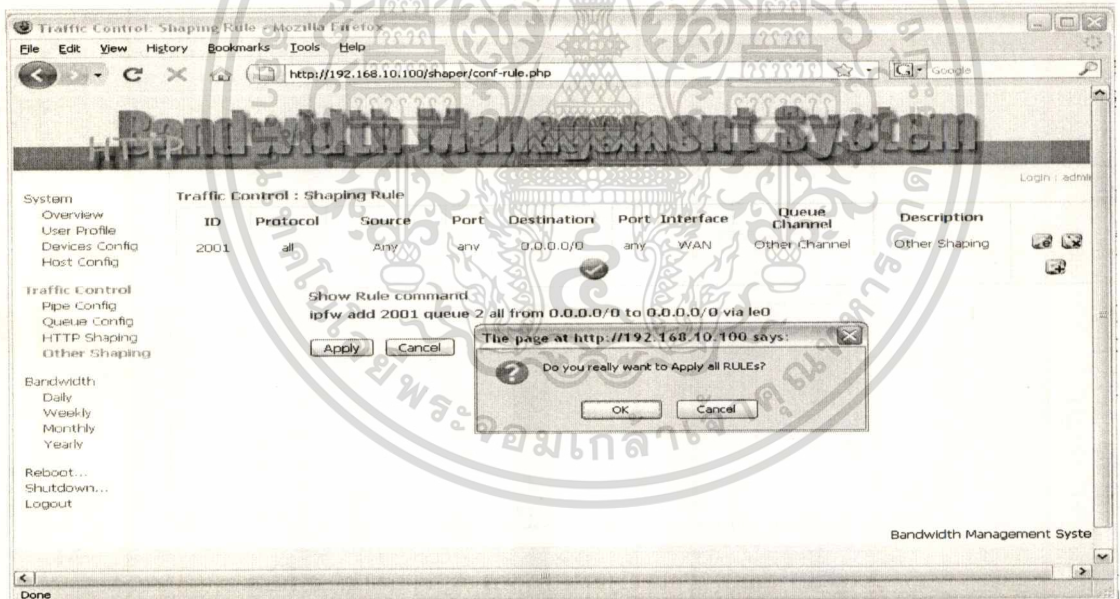 Traffic Control: Shaping Rule - Mozilla Firefox
File Edit View History Bookmarks Tools Help
http://192.168.10.100/shaper/conf-rule.php
Google
HTTP Bandwidth Management System
Login : admin
System
Overview
User Profile
Devices Config
Host Config
Traffic Control
Pipe Config
Queue Config
HTTP Shaping
Other Shaping
Bandwidth
Daily
Weekly
Monthly
Yearly
Reboot...
Shutdown...
Logout
Traffic Control : Shaping Rule
ID Protocol Source Port Destination Port Interface Queue Channel Description
2001 all Any any 0.0.0.0/0 any WAN Other Channel Other Shaping
Show Rule command
ipfw add 2001 queue 2 all from 0.0.0.0/0 to 0.0.0.0/0 via le0
Apply Cancel
The page at http://192.168.10.100 says:
Do you really want to Apply all RULEs?
OK Cancel
Bandwidth Management Syste
Done